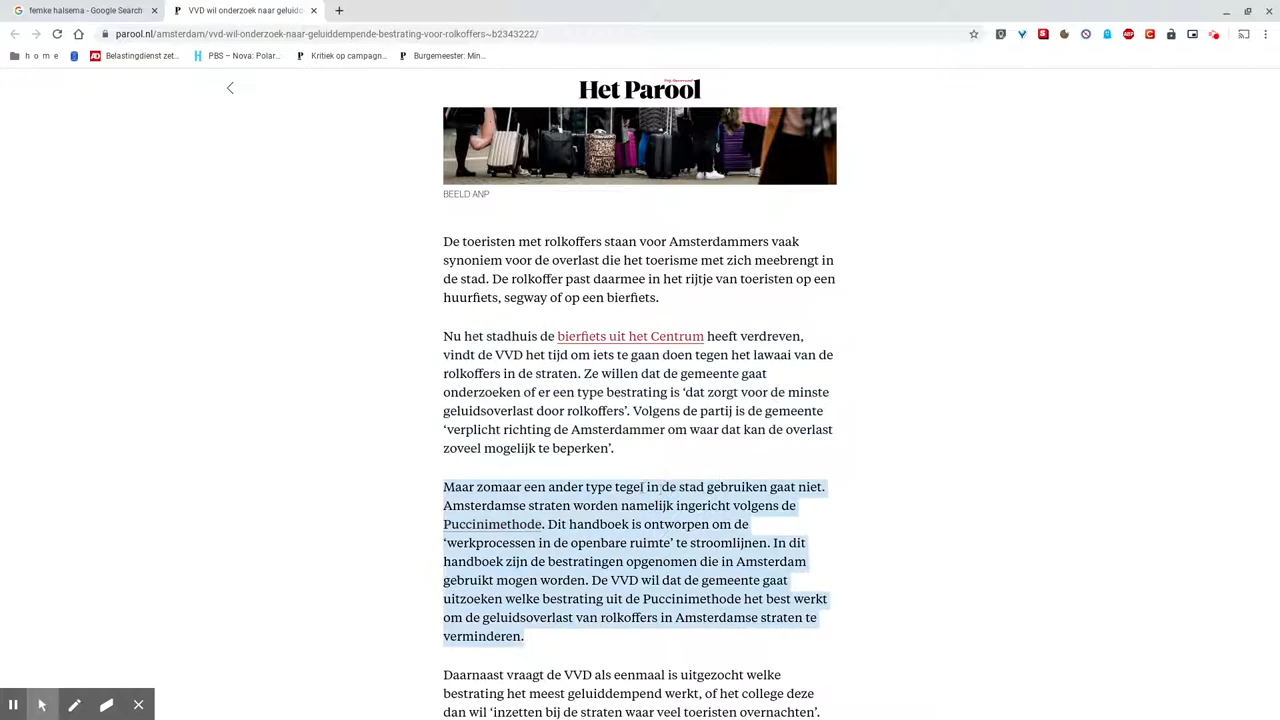 femke halsema - Google Search
VVD wil onderzoek naar geluido
parool.nl/amsterdam/vvd-wil-onderzoek-naar-geluiddempende-bestrating-voor-rolkoffers~b2343222/
h o m e
Belastingdienst zet...
PBS – Nova: Polar...
Kritiek op campagn...
Burgemeester: Min...
Het Parool
BEELD ANP
De toeristen met rolkoffers staan voor Amsterdammers vaak
synoniem voor de overlast die het toerisme met zich meebrengt in
de stad. De rolkoffer past daarmee in het rijtje van toeristen op een
huurfiets, segway of op een bierfiets.
Nu het stadhuis de bierfiets uit het Centrum heeft verdreven,
vindt de VVD het tijd om iets te gaan doen tegen het lawaai van de
rolkoffers in de straten. Ze willen dat de gemeente gaat
onderzoeken of er een type bestrating is ‘dat zorgt voor de minste
geluidsoverlast door rolkoffers’. Volgens de partij is de gemeente
‘verplicht richting de Amsterdammer om waar dat kan de overlast
zoveel mogelijk te beperken’.
Maar zomaar een ander type tegel in de stad gebruiken gaat niet.
Amsterdamse straten worden namelijk ingericht volgens de
Puccinimethode. Dit handboek is ontworpen om de
‘werkprocessen in de openbare ruimte’ te stroomlijnen. In dit
handboek zijn de bestratingen opgenomen die in Amsterdam
gebruikt mogen worden. De VVD wil dat de gemeente gaat
uitzoeken welke bestrating uit de Puccinimethode het best werkt
om de geluidsoverlast van rolkoffers in Amsterdamse straten te
verminderen.
Daarnaast vraagt de VVD als eenmaal is uitgezocht welke
bestrating het meest geluiddempend werkt, of het college deze
dan wil ‘inzetten bij de straten waar veel toeristen overnachten’.